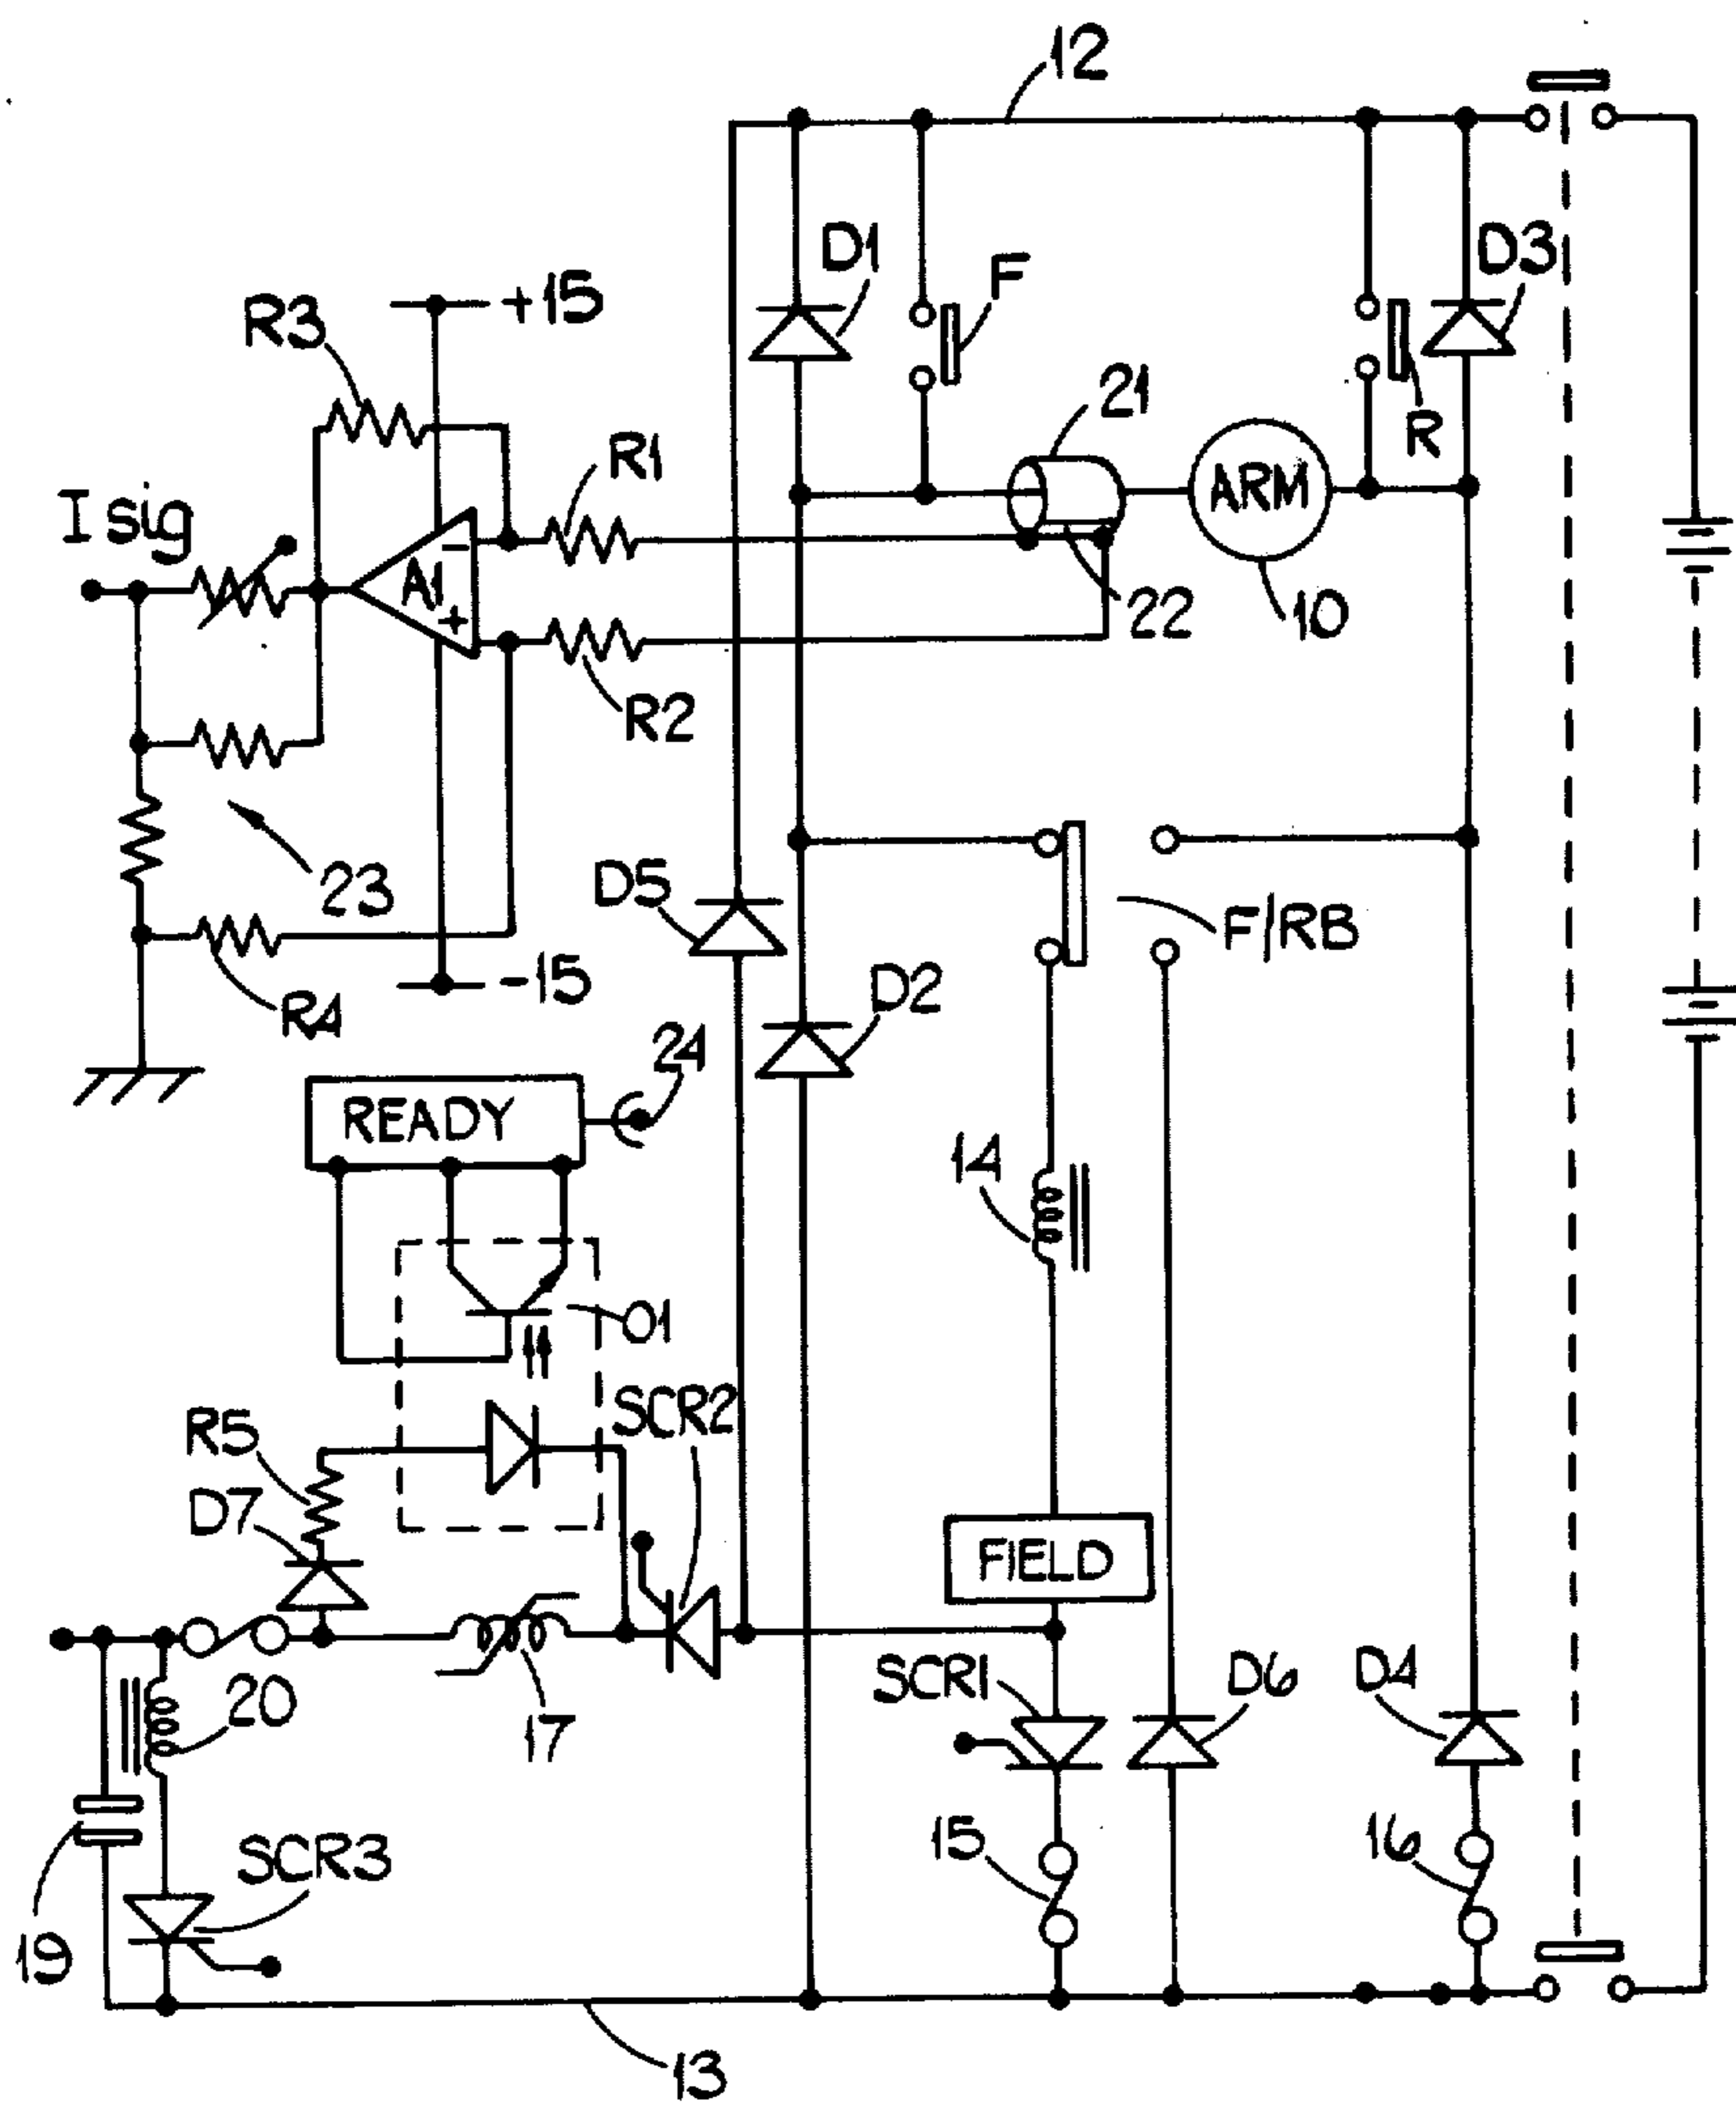 12
D1
F
D3
+15
R3
21
R
R1
ARM
I sig
-
A1
+
22
10
R2
23
D5
F/RB
D2
-15
R4
24
READY
14
O1
SCR2
R5
D7
FIELD
SCR1
D6
D4
20
17
15
16
SCR3
19
13